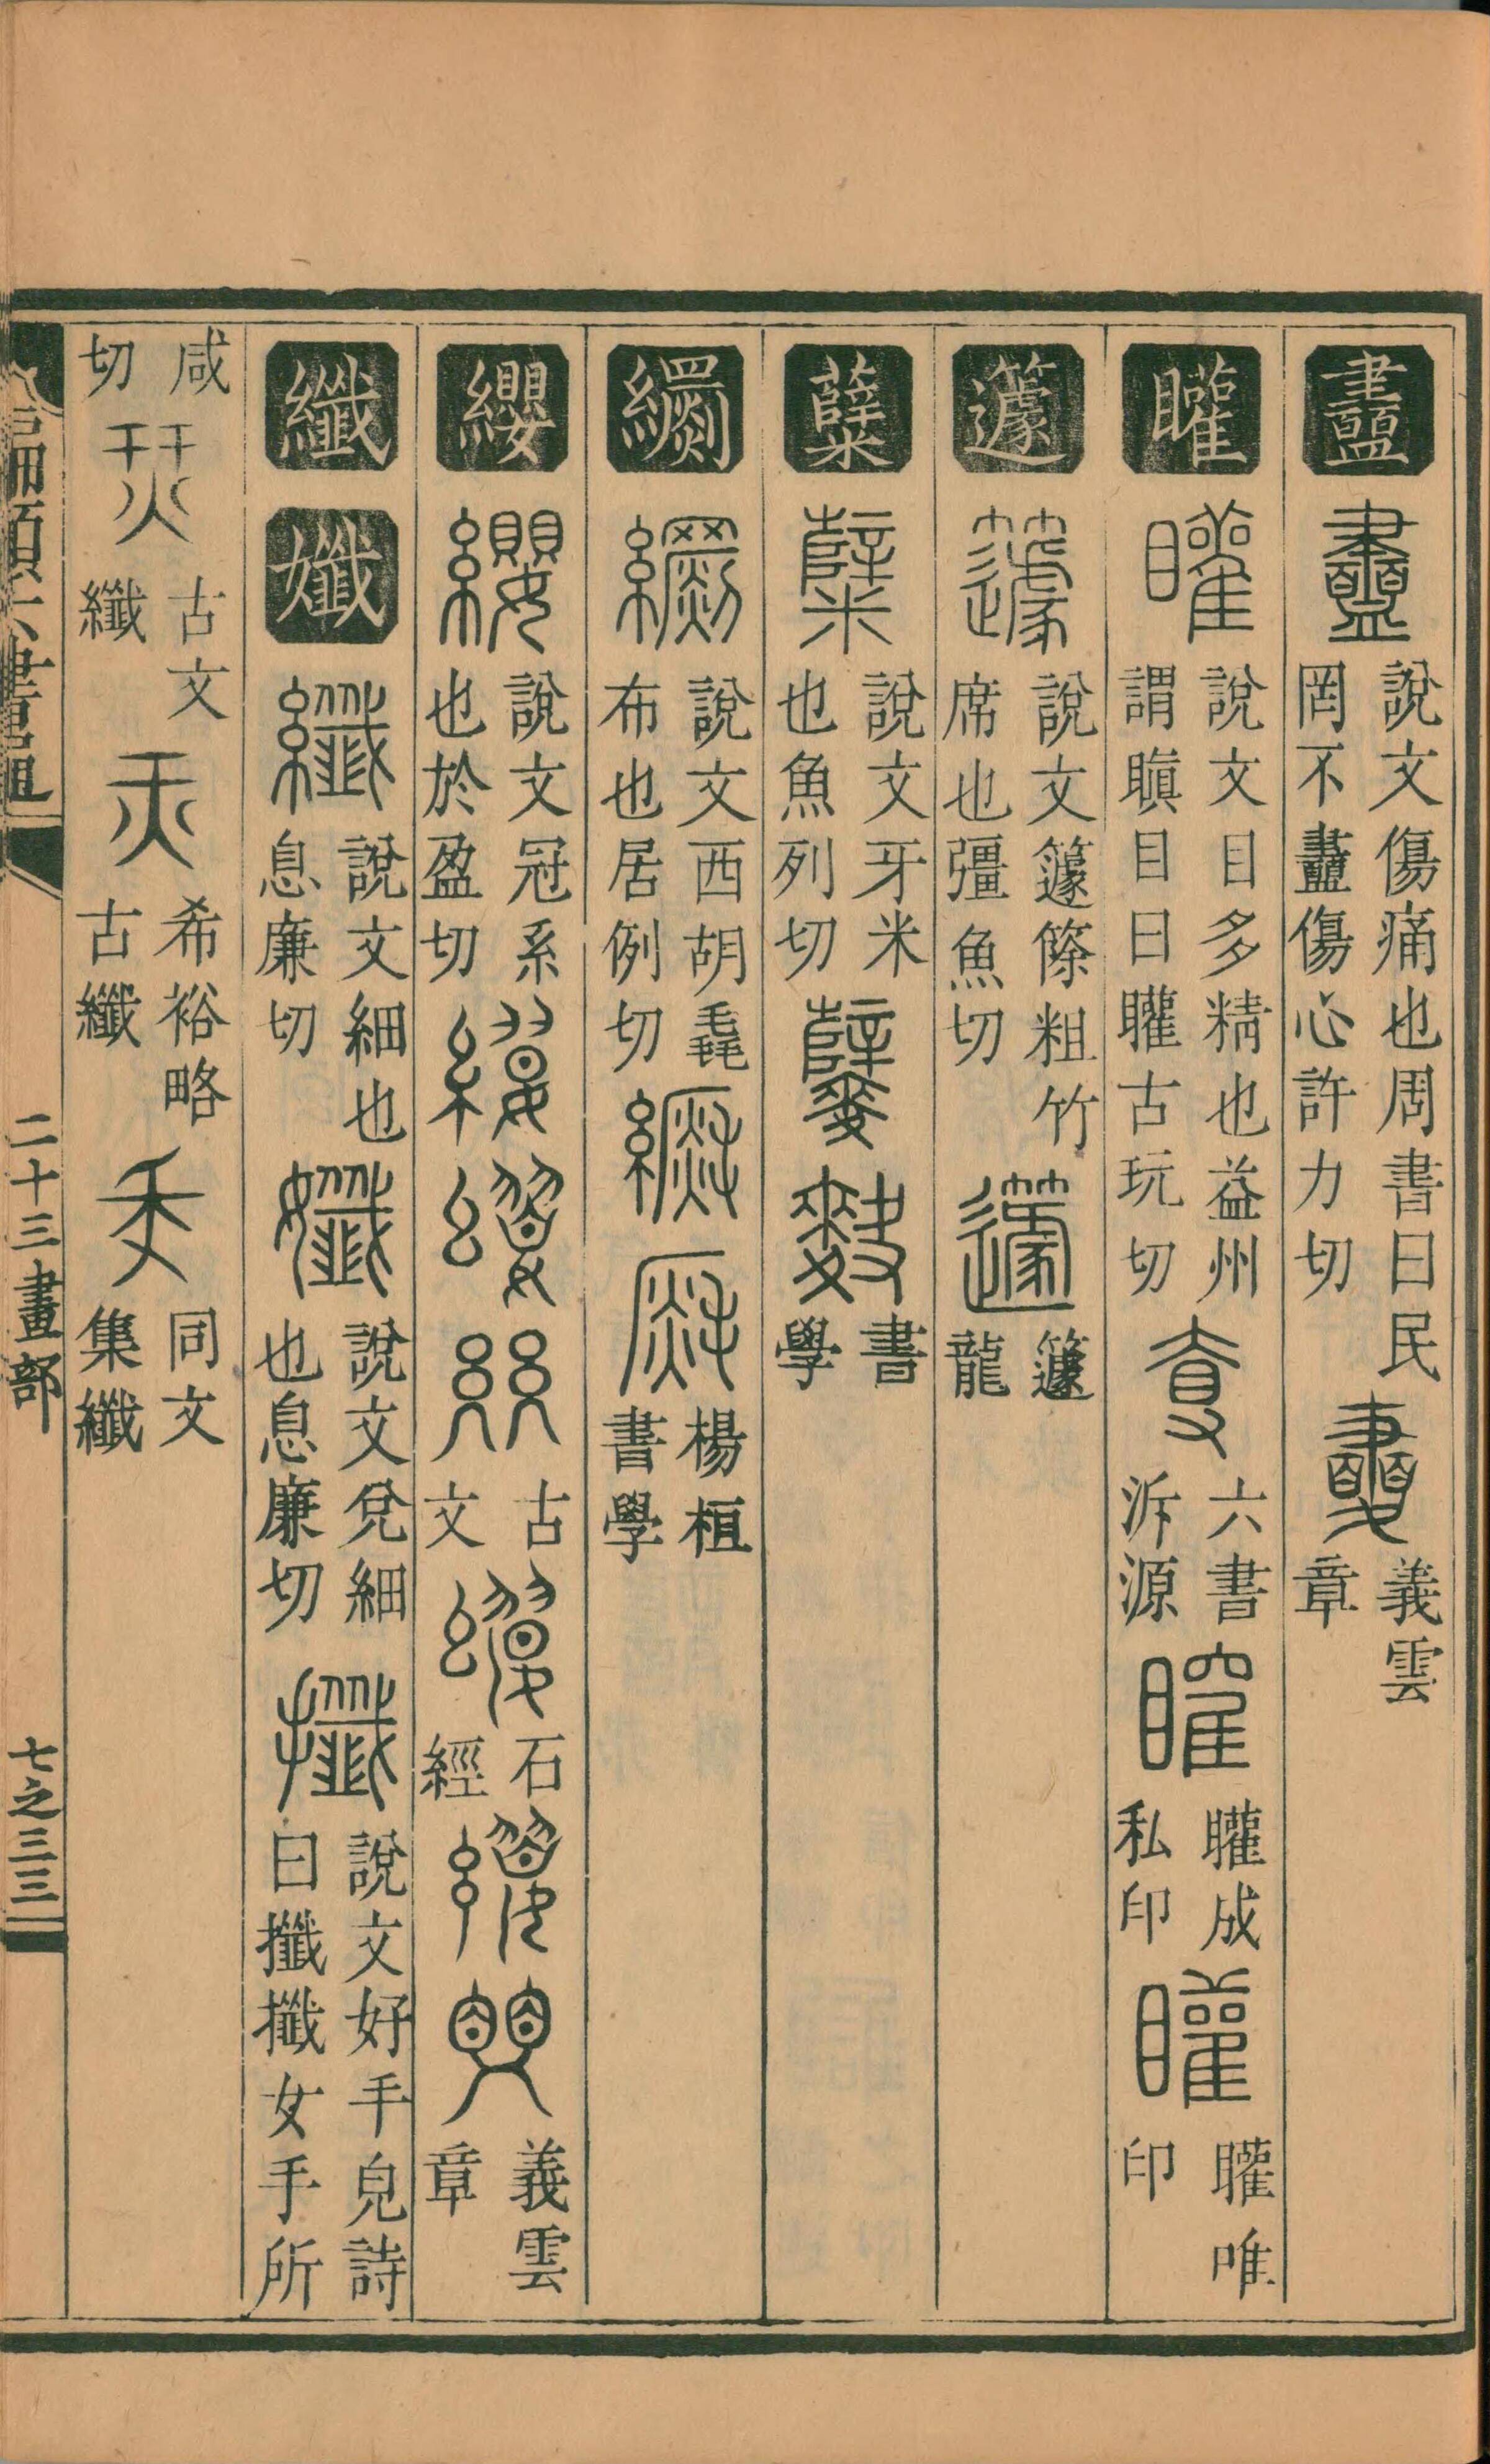 衋 說文傷痛也周書曰民罔不衋傷心許力切 義雲章
矔 說文目多精也益州謂瞋目曰矔古玩切 六書泝源 矔成私印 矔唯印
籧 說文籧篨粗竹席也彊魚切 籧龍
糱 說文牙米也魚列切 書學
繝 說文西胡毳布也居例切 楊桓書學
纓 說文冠系也於盈切 古文 石經 義雲章
纖 孅 說文細也息廉切 說文兌細也息廉切 說文好手皃詩曰攕攕女手所
咸切 古文纖 希裕略古纖 同文集纖
二十三畫部 七之三三